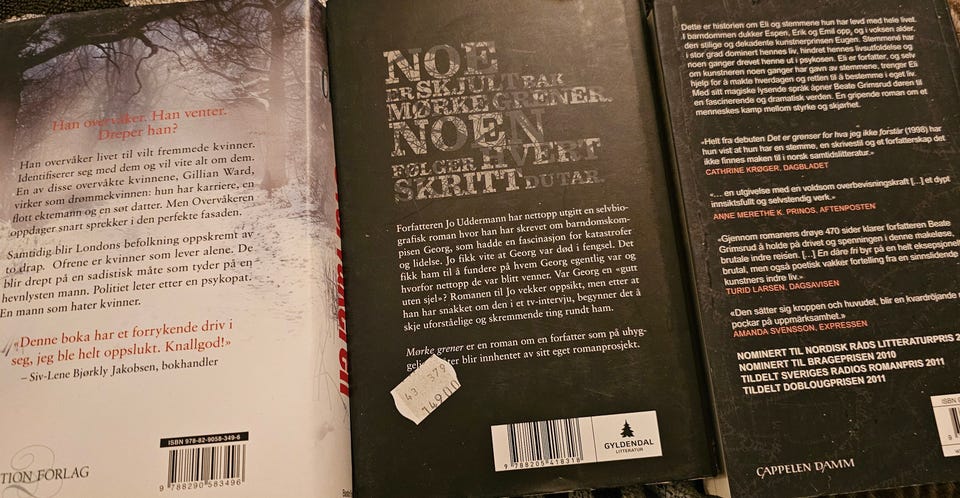 Han overvåker. Han venter.
Dreper han?
Han overvåker livet til vilt fremmede kvinner.
Identifiserer seg med dem og vil vite alt om dem.
En av disse overvåkte kvinnene, Gillian Ward,
virker som drømmekvinnen: hun har karriere, en
flott ektemann og en søt datter. Men Overvåkeren
oppdager snart sprekker i den perfekte fasaden.
Samtidig blir Londons befolkning oppskremt av
to drap. Ofrene er kvinner som lever alene. De
blir drept på en sadistisk måte som tyder på en
hevnlysten mann. Politiet leter etter en psykopat.
En mann som hater kvinner.
«Denne boka har et forrykende driv i
seg, jeg ble helt oppslukt. Knallgod!»
– Siv-Lene Bjørkly Jakobsen, bokhandler
ISBN 978-82-9058-349-6
9 788290 583496
TION FORLAG
NOE
ER SKJULT BAK
MØRKE GRENER.
NOEN
FØLGER HVERT
SKRITT DU TAR.
Forfatteren Jo Uddermann har nettopp utgitt en selvbio-
grafisk roman hvor han har skrevet om barndomskom-
pisen Georg, som hadde en fascinasjon for katastrofer
og lidelse. Jo fikk vite at Georg var død i fengsel. Det
fikk ham til å fundere på hvem Georg egentlig var og
hvorfor nettopp de var blitt venner. Var Georg en «gutt
uten sjel»? Romanen til Jo vekker oppsikt, men etter at
han har snakket om den i et tv-intervju, begynner det å
skje uforståelige og skremmende ting rundt ham.
Mørke grener er en roman om en forfatter som på uhyg-
geli ter blir innhentet av sitt eget romanprosjekt.
43 379
14900
9 788205 418318
GYLDENDAL
LITTERATUR
Dette er historien om Eli og stemmene hun har levd med hele livet.
I barndommen dukker Espen, Erik og Emil opp, og i voksen alder,
den stilige og dekadente kunstnerprinsen Eugen. Stemmene har
i stor grad dominert hennes liv, hindret hennes livsutfoldelse og
noen ganger drevet henne ut i psykosen. Eli er forfatter, og selv
om kunstneren noen ganger har gavn av stemmene, trenger Eli
hjelp for å makte hverdagen og retten til å bestemme i eget liv.
Med sitt magiske lysende språk åpner Beate Grimsrud døren til
en fascinerende og dramatisk verden. En gripende roman om et
menneskes kamp mellom styrke og skjørhet.
«Helt fra debuten Det er grenser for hva jeg ikke forstår (1998) har
hun vist at hun har en stemme, en skrivestil og et forfatterskap det
ikke finnes maken til i norsk samtidslitteratur.»
CATHRINE KRØGER, DAGBLADET
«... en utgivelse med en voldsom overbevisningskraft [...] et dypt
innsiktsfullt og selvstendig verk.»
ANNE MERETHE K. PRINOS, AFTENPOSTEN
«Gjennom romanens drøye 470 sider klarer forfatteren Beate
Grimsrud å holde på drivet og spenningen i denne makeløse,
brutale indre reisen. [...] En dåre fri byr på en helt eksepsjonell,
brutal, men også poetisk vakker fortelling fra en sinnslidende
kunstners indre liv.»
TURID LARSEN, DAGSAVISEN
«Den sätter sig kroppen och huvudet, blir en kvardröjande
pockar på uppmärksamhet.»
AMANDA SVENSSON, EXPRESSEN
NOMINERT TIL NORDISK RÅDS LITTERATURPRIS 2
NOMINERT TIL BRAGEPRISEN 2010
TILDELT SVERIGES RADIOS ROMANPRIS 2011
TILDELT DOBLOUGPRISEN 2011
ISBN
CAPPELEN DAMM